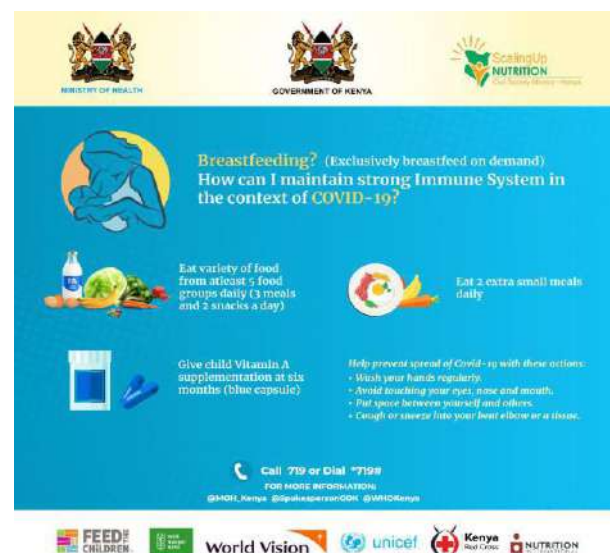 MINISTRY OF HEALTH
GOVERNMENT OF KENYA
ScalingUp
NUTRITION
Breastfeeding? (Exclusively breastfeed on demand)
How can I maintain strong Immune System in
the context of COVID-19?
Eat variety of food
from atleast 5 food
groups daily (3 meals
and 2 snacks a day)
Eat 2 extra small meals
daily
Give child Vitamin A
supplementation at six
months (blue capsule)
Help prevent spread of Covid-19 with these actions:
• Wash your hands regularly.
• Avoid touching your eyes, nose and mouth.
• Put space between yourself and others.
• Cough or sneeze into your bent elbow or a tissue.
Call 719 or Dial *719#
FOR MORE INFORMATION:
@MOH_Kenya @SpokespersonGOK @WHOKenya
FEED THE
CHILDREN
World Vision
unicef
Kenya
Red Cross
NUTRITION